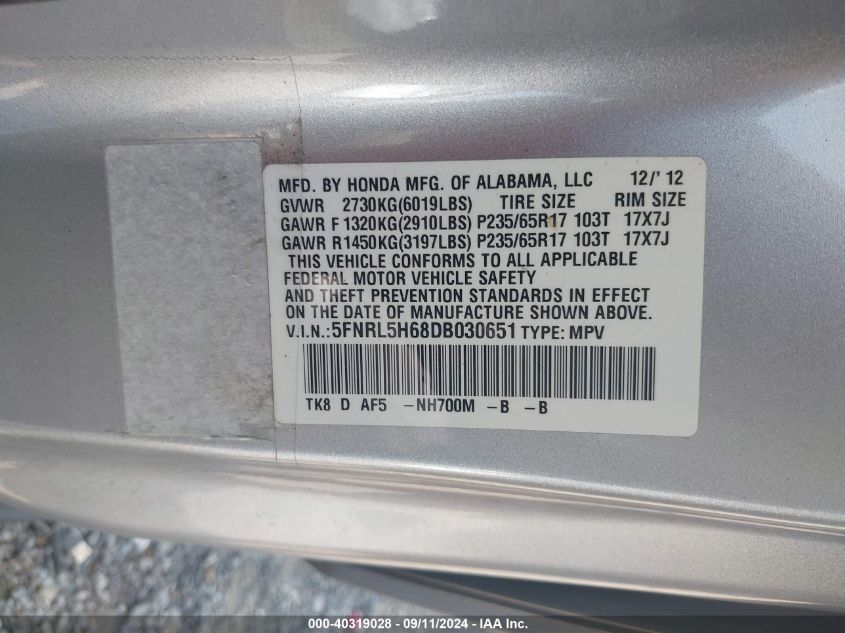 MFD. BY HONDA MFG. OF ALABAMA, LLC 12/' 12
GVWR 2730KG(6019LBS) TIRE SIZE RIM SIZE
GAWR F 1320KG(2910LBS) P235/65R17 103T 17X7J
GAWR R1450KG(3197LBS) P235/65R17 103T 17X7J
THIS VEHICLE CONFORMS TO ALL APPLICABLE
FEDERAL MOTOR VEHICLE SAFETY
AND THEFT PREVENTION STANDARDS IN EFFECT
ON THE DATE OF MANUFACTURE SHOWN ABOVE.
V.I.N.:5FNRL5H68DB030651 TYPE: MPV
TK8 D AF5 -NH700M -B -B
000-40319028 - 09/11/2024 - IAAI Inc.